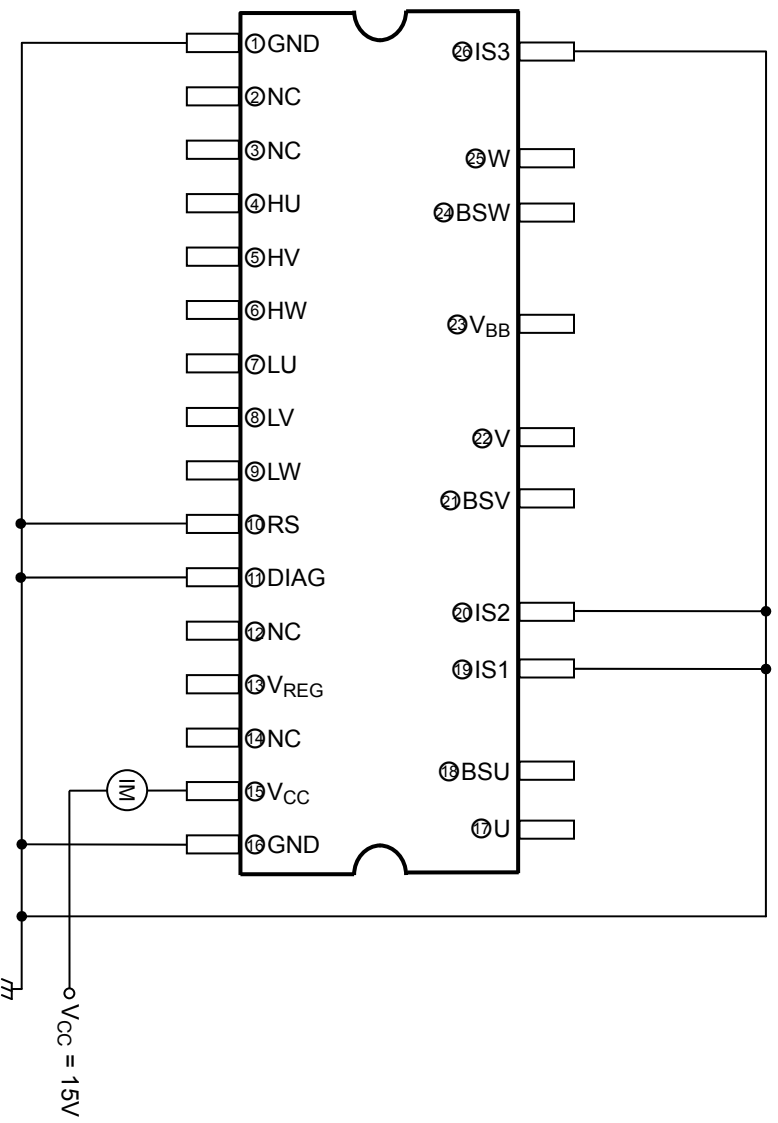 ①GND
②NC
③NC
④HU
⑤HV
⑥HW
⑦LU
⑧LV
⑨LW
⑩RS
⑪DIAG
⑫NC
⑬VREG
⑭NC
⑮VCC
⑯GND
㉖IS3
㉕W
㉔BSW
㉓VBB
㉒V
㉑BSV
⑳IS2
⑲IS1
⑱BSU
⑰U
IM
VCC = 15V